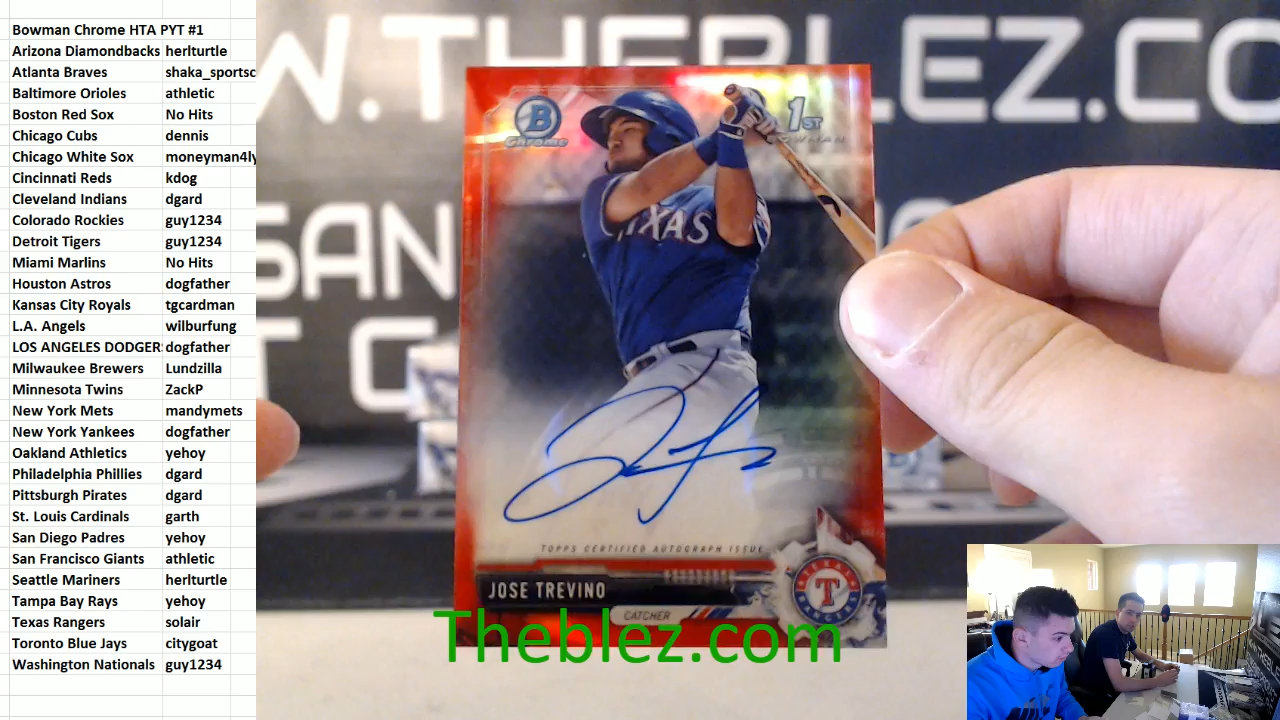 Bowman Chrome HTA PYT #1
Arizona Diamondbacks herlturtle
Atlanta Braves shaka_sportsc
Baltimore Orioles athletic
Boston Red Sox No Hits
Chicago Cubs dennis
Chicago White Sox moneyman4ly
Cincinnati Reds kdog
Cleveland Indians dgard
Colorado Rockies guy1234
Detroit Tigers guy1234
Miami Marlins No Hits
Houston Astros dogfather
Kansas City Royals tgcardman
L.A. Angels wilburfung
LOS ANGELES DODGERS dogfather
Milwaukee Brewers Lundzilla
Minnesota Twins ZackP
New York Mets mandymets
New York Yankees dogfather
Oakland Athletics yehoy
Philadelphia Phillies dgard
Pittsburgh Pirates dgard
St. Louis Cardinals garth
San Diego Padres yehoy
San Francisco Giants athletic
Seattle Mariners herlturtle
Tampa Bay Rays yehoy
Texas Rangers solair
Toronto Blue Jays citygoat
Washington Nationals guy1234
W.THEBLEZ.CO
B
Chrome
1ST
BOWMAN
TEXAS
TOPPS CERTIFIED AUTOGRAPH ISSUE
JOSE TREVINO
CATCHER
T
Theblez.com